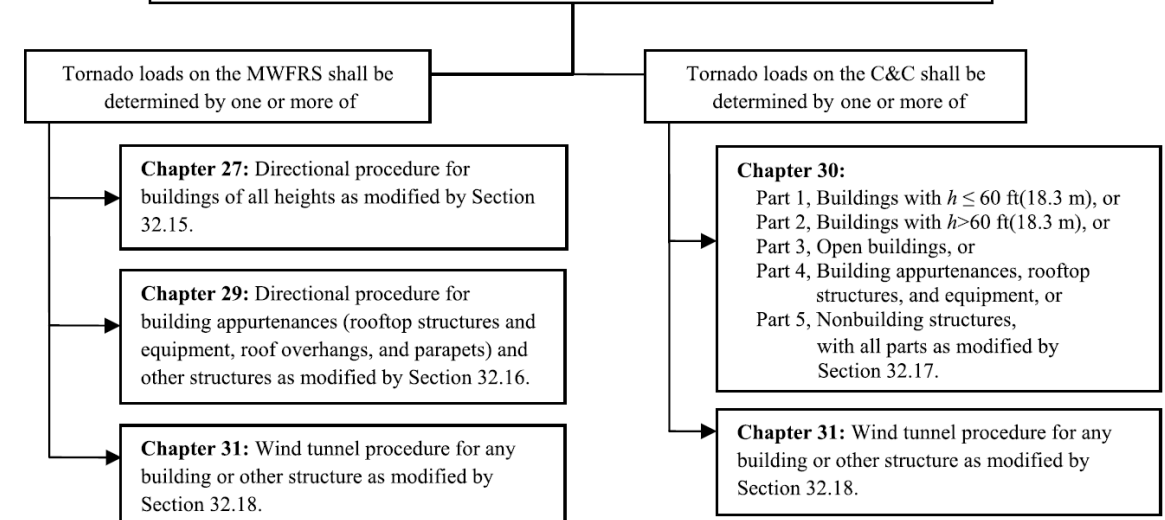 Tornado loads on the MWFRS shall be
determined by one or more of
Chapter 27: Directional procedure for
buildings of all heights as modified by Section
32.15.
Chapter 29: Directional procedure for
building appurtenances (rooftop structures and
equipment, roof overhangs, and parapets) and
other structures as modified by Section 32.16.
Chapter 31: Wind tunnel procedure for any
building or other structure as modified by
Section 32.18.
Tornado loads on the C&C shall be
determined by one or more of
Chapter 30:
Part 1, Buildings with h ≤ 60 ft(18.3 m), or
Part 2, Buildings with h>60 ft(18.3 m), or
Part 3, Open buildings, or
Part 4, Building appurtenances, rooftop
structures, and equipment, or
Part 5, Nonbuilding structures,
with all parts as modified by
Section 32.17.
Chapter 31: Wind tunnel procedure for any
building or other structure as modified by
Section 32.18.